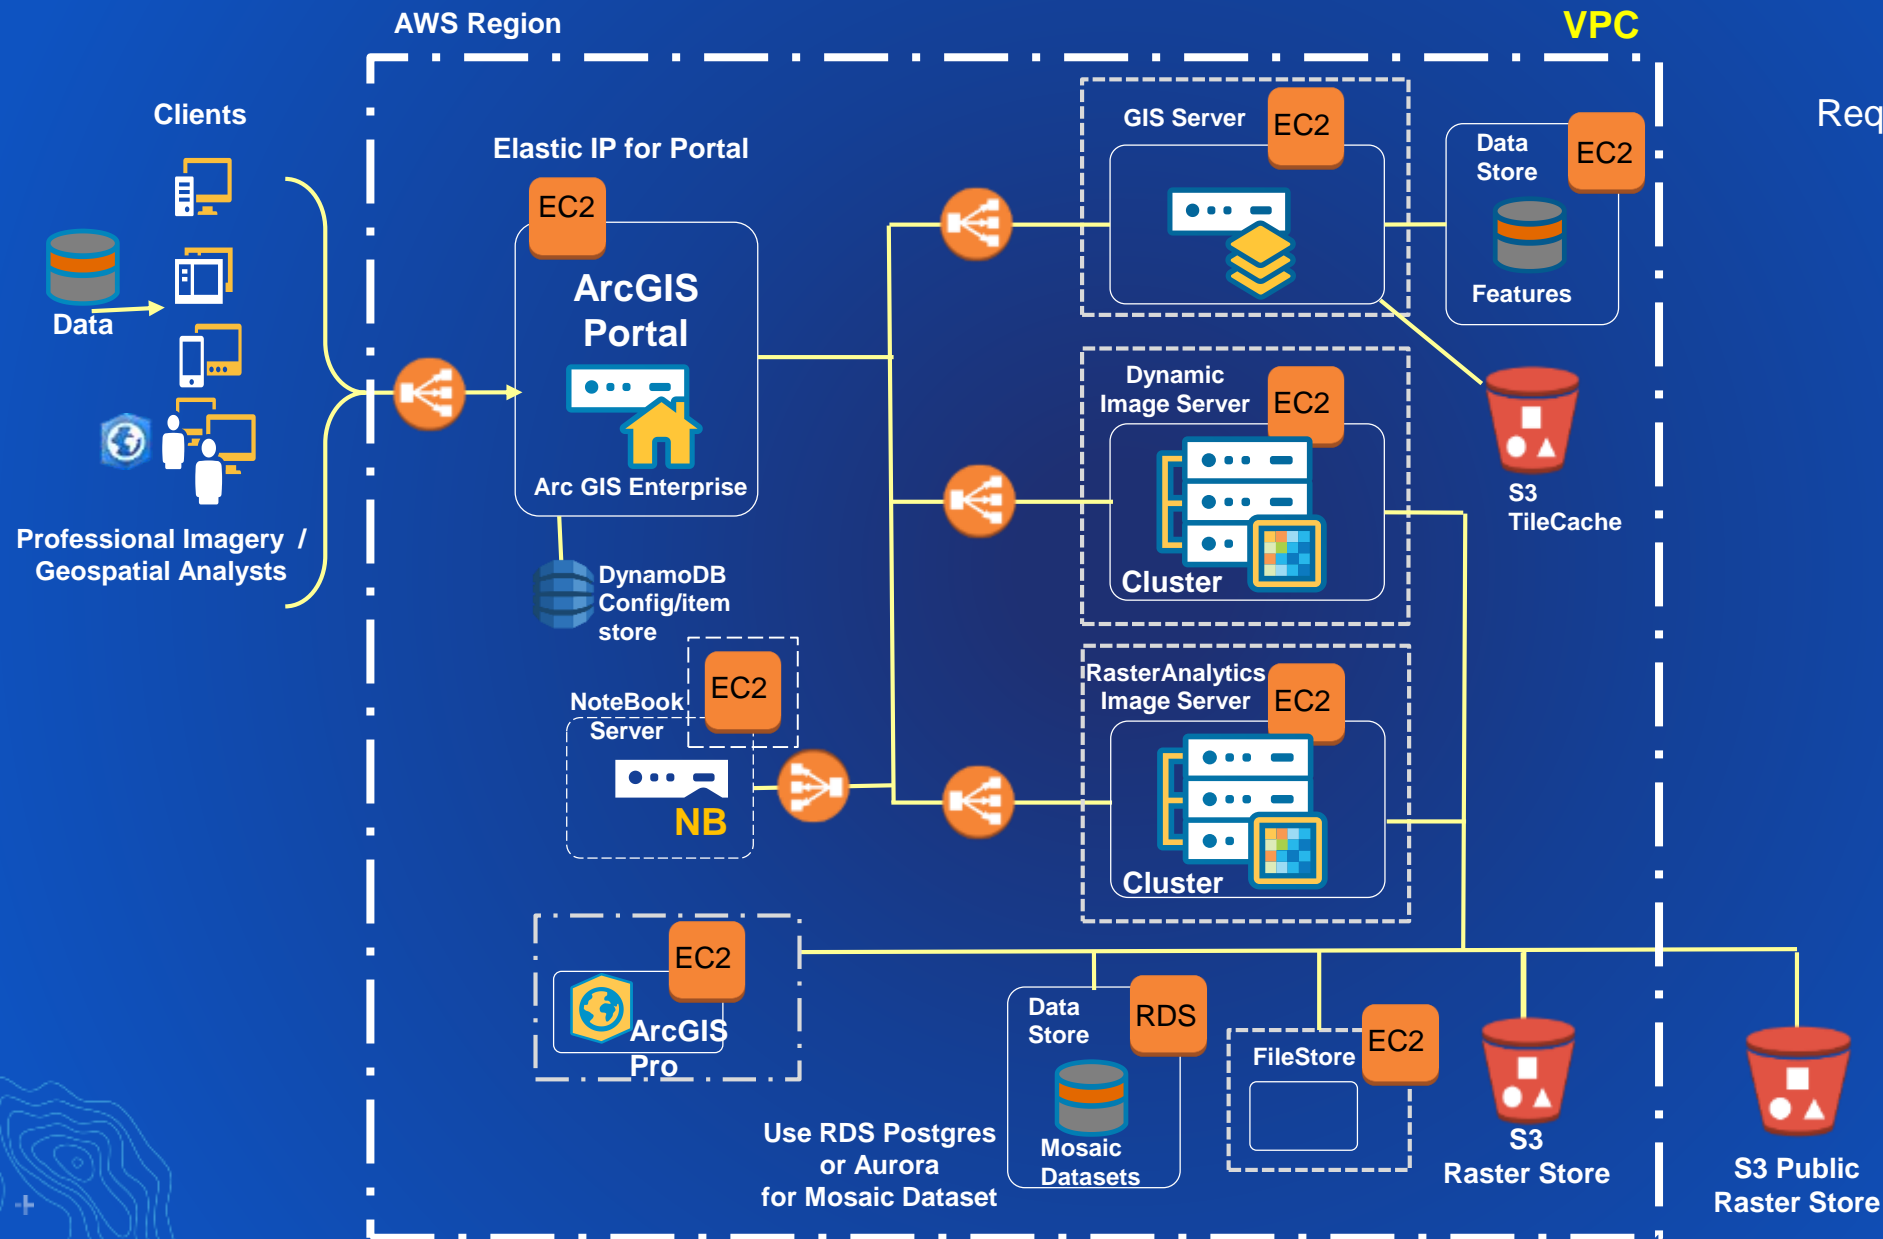 AWS Region
VPC
Clients
Data
Professional Imagery /
Geospatial Analysts
Elastic IP for Portal
EC2
ArcGIS
Portal
Arc GIS Enterprise
DynamoDB
Config/item
store
NoteBook
Server
EC2
NB
EC2
ArcGIS
Pro
GIS Server
EC2
Data
Store
EC2
Features
Dynamic
Image Server
EC2
Cluster
S3
TileCache
RasterAnalytics
Image Server
EC2
Cluster
Use RDS Postgres
or Aurora
for Mosaic Dataset
Data
Store
RDS
Mosaic
Datasets
FileStore
EC2
S3
Raster Store
S3 Public
Raster Store
Req